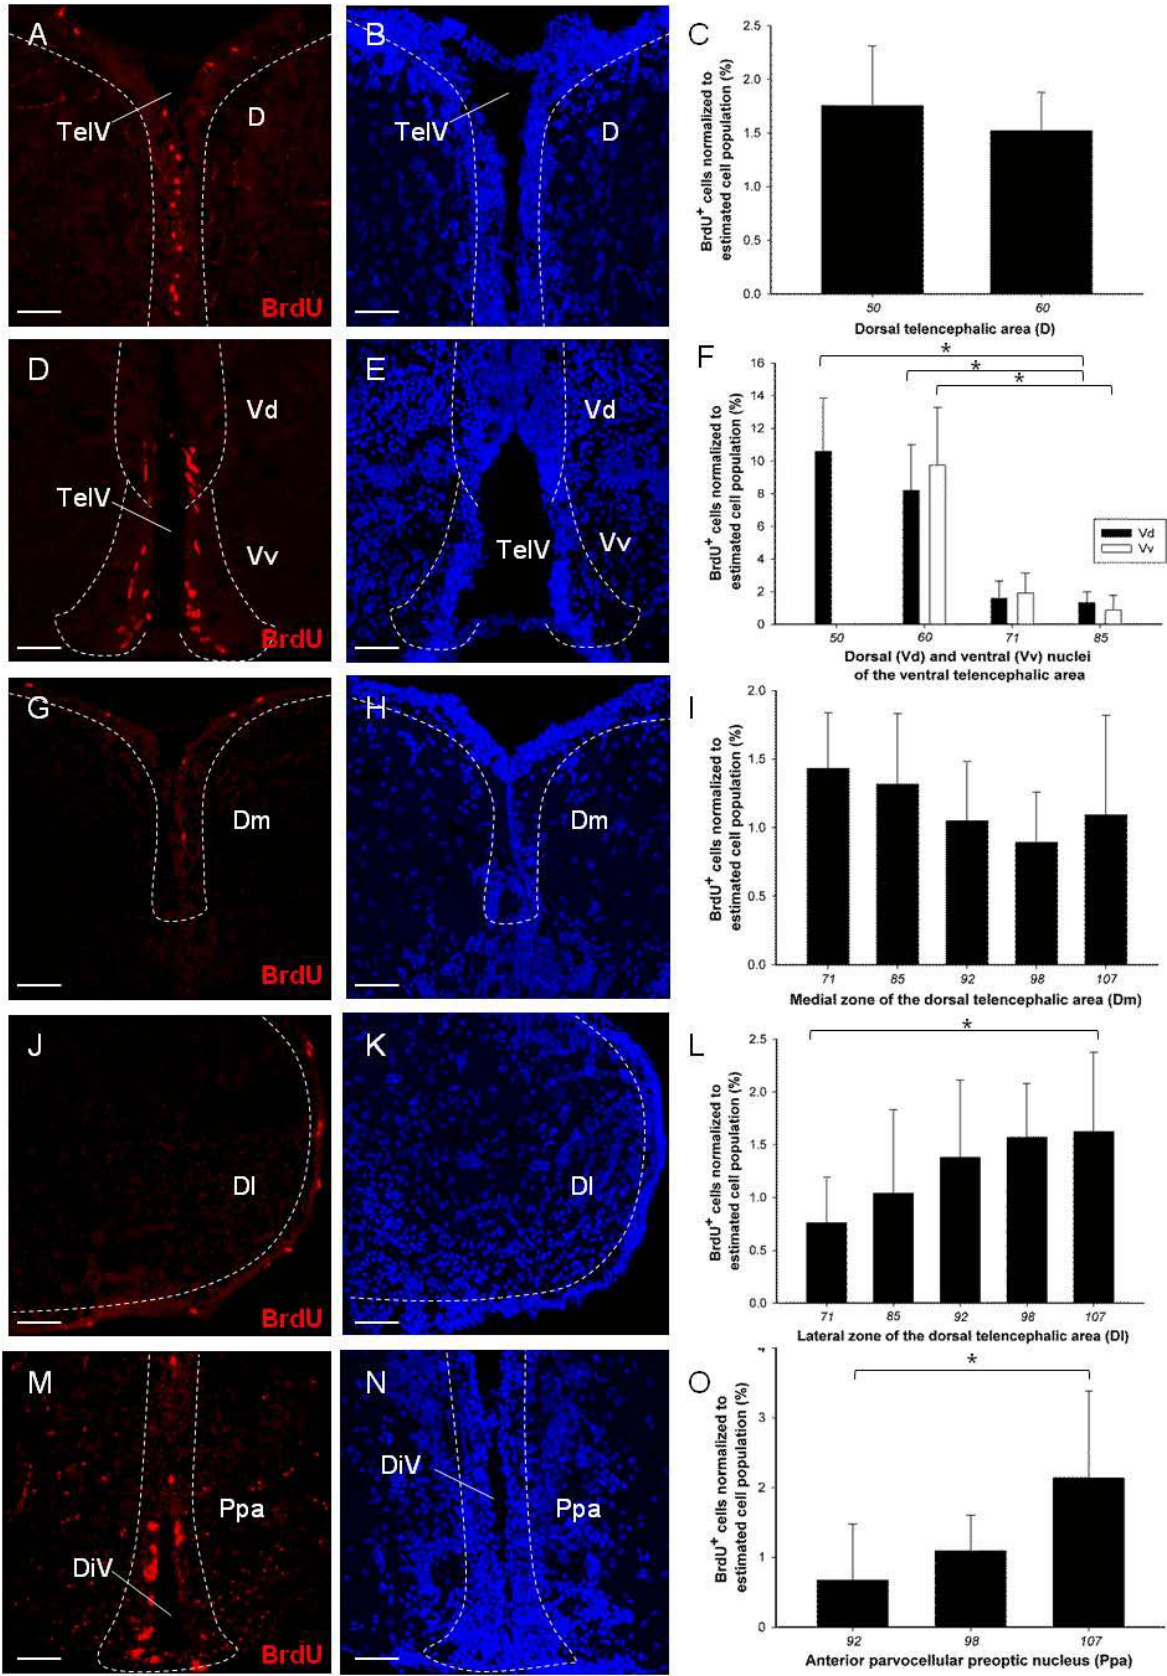 A
TelV
D
BrdU
B
TelV
D
C
BrdU+ cells normalized to
estimated cell population (%)
2.5
2.0
1.5
1.0
0.5
0.0
50 60
Dorsal telencephalic area (D)
D
Vd
TelV
Vv
BrdU
E
Vd
TelV
Vv
F
BrdU+ cells normalized to
estimated cell population (%)
16
14
12
10
8
6
4
2
0
*
*
*
Vd
Vv
50 60 71 85
Dorsal (Vd) and ventral (Vv) nuclei
of the ventral telencephalic area
G
Dm
BrdU
H
Dm
I
BrdU+ cells normalized to
estimated cell population (%)
2.0
1.5
1.0
0.5
0.0
71 85 92 98 107
Medial zone of the dorsal telencephalic area (Dm)
J
Dl
BrdU
K
Dl
L
BrdU+ cells normalized to
estimated cell population (%)
2.5
2.0
1.5
1.0
0.5
0.0
*
71 85 92 98 107
Lateral zone of the dorsal telencephalic area (Dl)
M
Ppa
DiV
BrdU
N
DiV
Ppa
O
BrdU+ cells normalized to
estimated cell population (%)
4
3
2
1
0
*
92 98 107
Anterior parvocellular preoptic nucleus (Ppa)